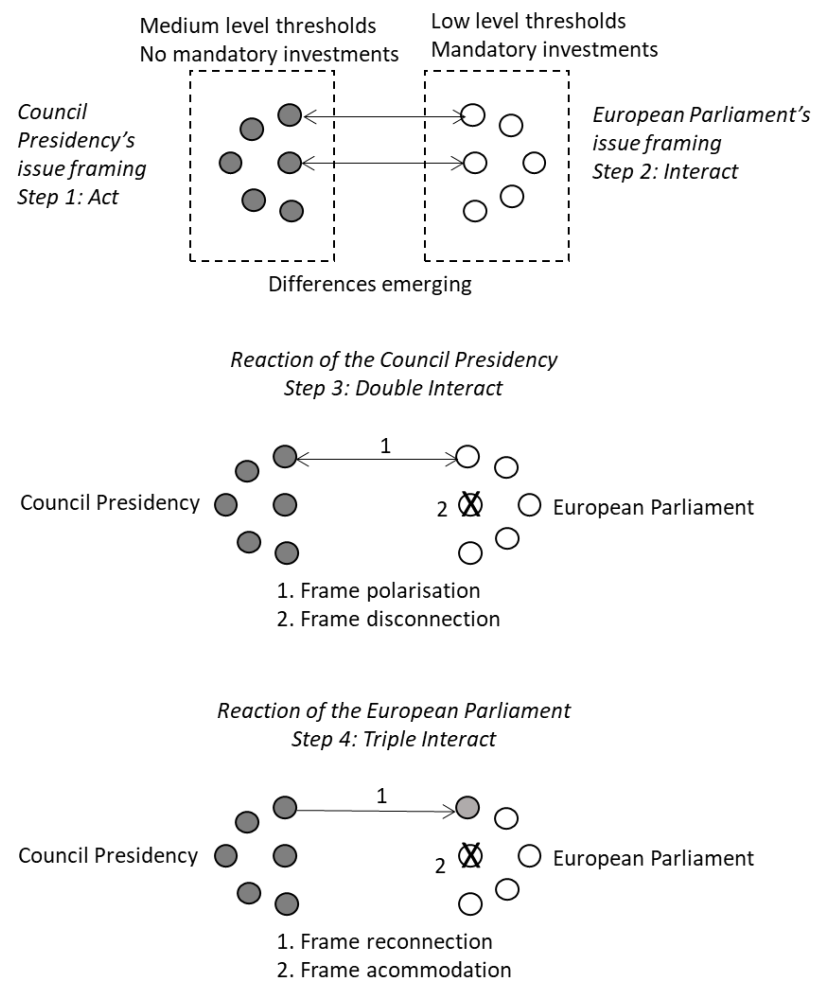 Medium level thresholds
No mandatory investments
Low level thresholds
Mandatory investments
Council
Presidency's
issue framing
Step 1: Act
European Parliament's
issue framing
Step 2: Interact
Differences emerging
Reaction of the Council Presidency
Step 3: Double Interact
1
Council Presidency
2
X
European Parliament
1. Frame polarisation
2. Frame disconnection
Reaction of the European Parliament
Step 4: Triple Interact
1
Council Presidency
2
X
European Parliament
1. Frame reconnection
2. Frame acommodation